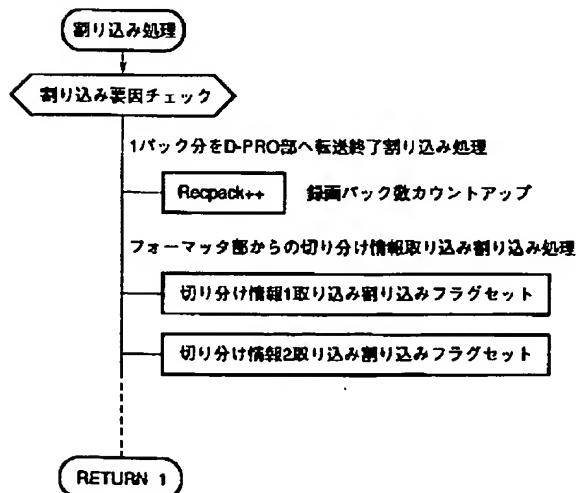 割り込み処理
割り込み要因チェック
1パック分をD-PRO部へ転送終了割り込み処理
Recpack++ 録画パック数カウントアップ
フォーマッタ部からの切り分け情報取り込み割り込み処理
切り分け情報1取り込み割り込みフラグセット
切り分け情報2取り込み割り込みフラグセット
RETURN 1